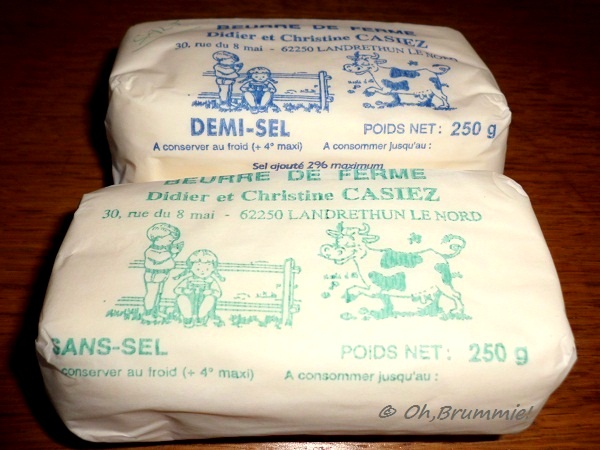 BEURRE DE FERME
Didier et Christine CASIEZ
30, rue du 8 mai - 62250 LANDRETHUN LE NORD
DEMI-SEL POIDS NET: 250 g
A conserver au froid (+ 4° maxi) A consommer jusqu'au :
Sel ajouté 2% maximum
BEURRE DE FERME
Didier et Christine CASIEZ
30, rue du 8 mai - 62250 LANDRETHUN LE NORD
SANS-SEL POIDS NET: 250 g
conserver au froid (+ 4° maxi) A consommer jusqu'au :
© Oh,Brummie!